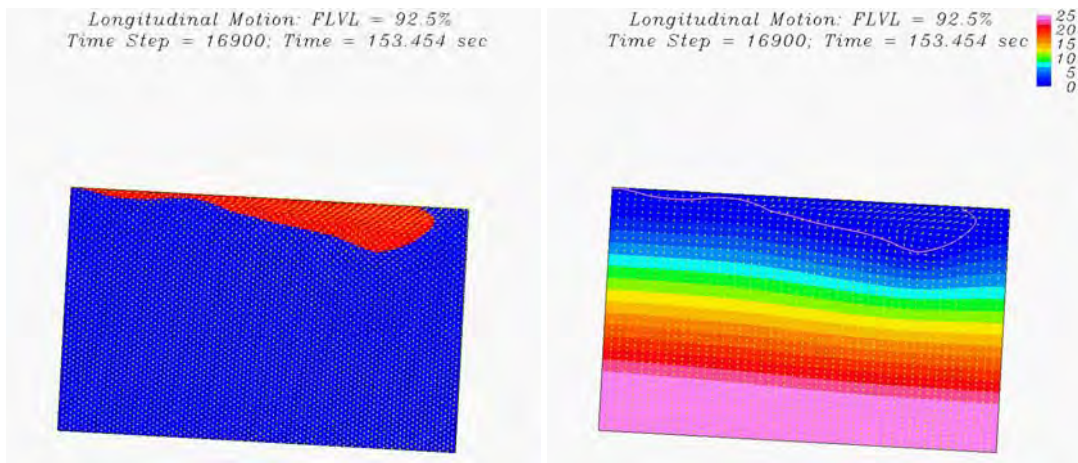 Longitudinal Motion: FLVL = 92.5%
Time Step = 16900; Time = 153.454 sec
Longitudinal Motion: FLVL = 92.5%
Time Step = 16900; Time = 153.454 sec
25
20
15
10
5
0